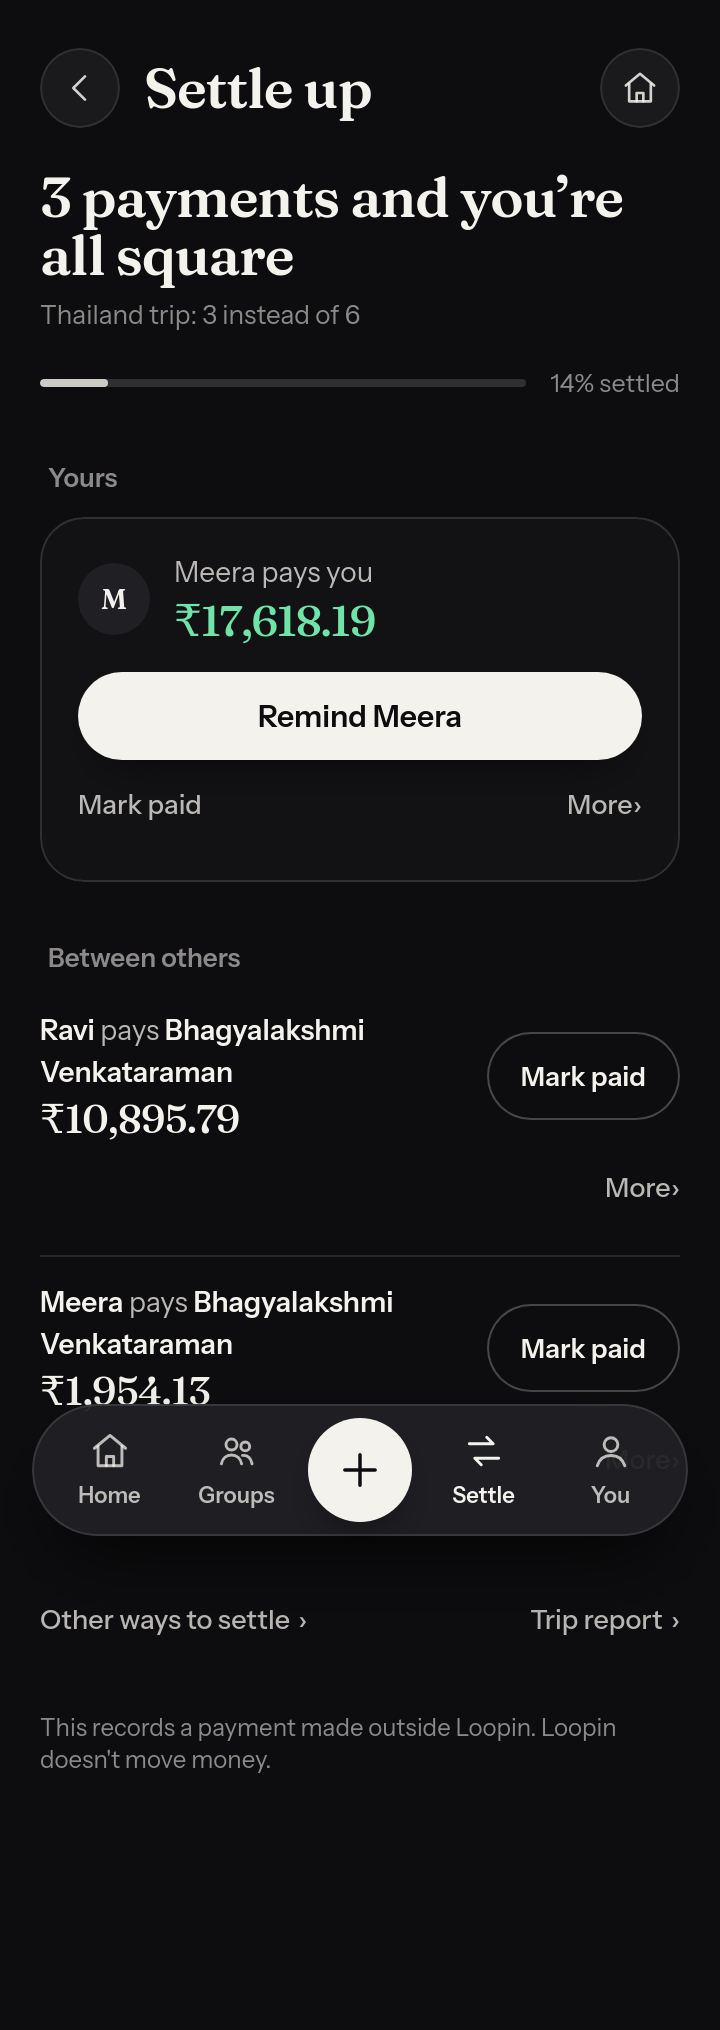 Settle up
3 payments and you’re
all square
Thailand trip: 3 instead of 6
14% settled
Yours
M
Meera pays you
₹17,618.19
Remind Meera
Mark paid
More›
Between others
Ravi pays Bhagyalakshmi
Venkataraman
₹10,895.79
Mark paid
More›
Meera pays Bhagyalakshmi
Venkataraman
₹1,954.13
Mark paid
More›
Home
Groups
Settle
You
Other ways to settle ›
Trip report ›
This records a payment made outside Loopin. Loopin
doesn't move money.